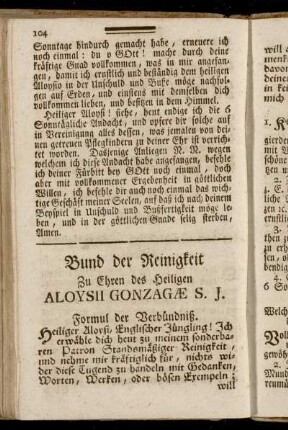 104
Sonntage hindurch gemacht habe, erneuere ich
noch einmal: du o GOtt! macht durch deine
kräftige Gnad vollkommen, was in mir angefan-
gen, damit ich ernstlich und beständig dem heiligen
Aloysio in der Unschuld und Buße möge nachfol-
gen auf Erden, und einstens mit demselben dich
vollkommen lieben, und besitzen in dem Himmel.
Heiliger Aloysi! siehe, heut endige ich die 6
Sonntägliche Andacht, und opfere dir solche auf
in Vereinigung alles dessen, was jemalen von dei-
nen getreuen Pflegkindern zu deiner Ehr ist verrich-
tet worden. Dasjenige Anliegen N. N. wegen
welchen ich diese Andacht habe angefangen, befehle
ich deiner Fürbitt bey GOtt noch einmal, doch
aber mit vollkommener Ergebenheit in göttlichen
Willen, ich befehle dir auch noch einmal das wich-
tige Geschäft meiner Seelen, auf daß ich nach deinem
Beyspiel in Unschuld und Bußfertigkeit möge le-
ben, und in der göttlichen Gnade selig sterben,
Amen.
Bund der Reinigkeit
Zu Ehren des Heiligen
ALOYSII GONZAGÆ S. J.
Formul der Verbündniß.
Heiliger Aloysi, Englischer Jüngling! Ich
erwähle dich heut zu meinem sonderba-
ren Patron Standsmäßiger Reinigkeit,
und nehme mir kräftiglich für, nichts wi-
der diese Tugend zu handeln mit Gedanken,
Worten, Werken, oder bösen Exempeln;
will